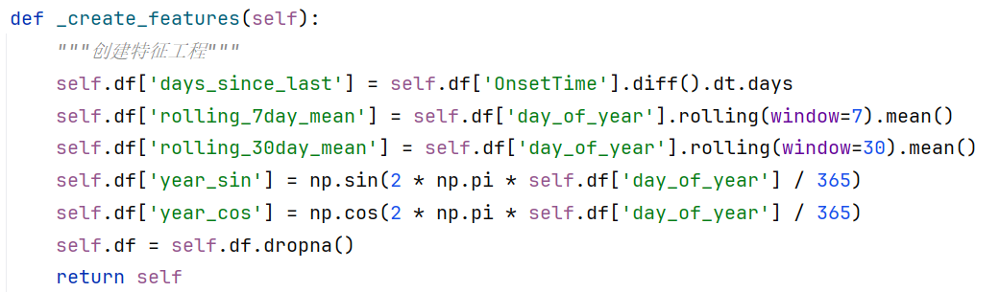 def _create_features(self):
    """创建特征工程"""
    self.df['days_since_last'] = self.df['OnsetTime'].diff().dt.days
    self.df['rolling_7day_mean'] = self.df['day_of_year'].rolling(window=7).mean()
    self.df['rolling_30day_mean'] = self.df['day_of_year'].rolling(window=30).mean()
    self.df['year_sin'] = np.sin(2 * np.pi * self.df['day_of_year'] / 365)
    self.df['year_cos'] = np.cos(2 * np.pi * self.df['day_of_year'] / 365)
    self.df = self.df.dropna()
    return self